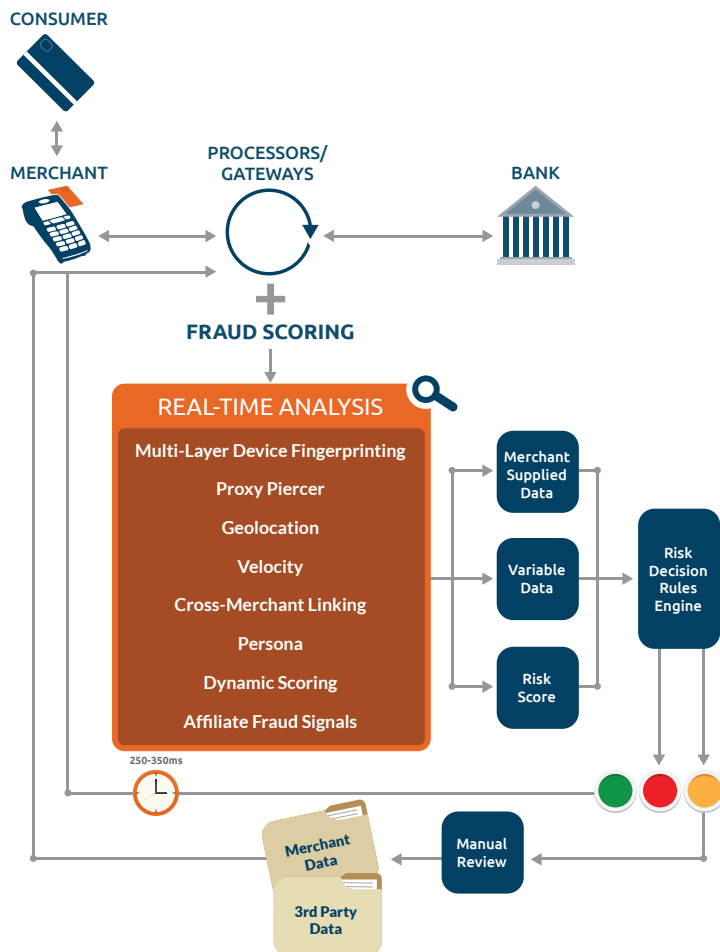 CONSUMER
MERCHANT
PROCESSORS/
GATEWAYS
BANK
FRAUD SCORING
REAL-TIME ANALYSIS
Multi-Layer Device Fingerprinting
Proxy Piercer
Geolocation
Velocity
Cross-Merchant Linking
Persona
Dynamic Scoring
Affiliate Fraud Signals
Merchant
Supplied
Data
Variable
Data
Risk
Score
Risk
Decision
Rules
Engine
250-350ms
Manual
Review
Merchant
Data
3rd Party
Data